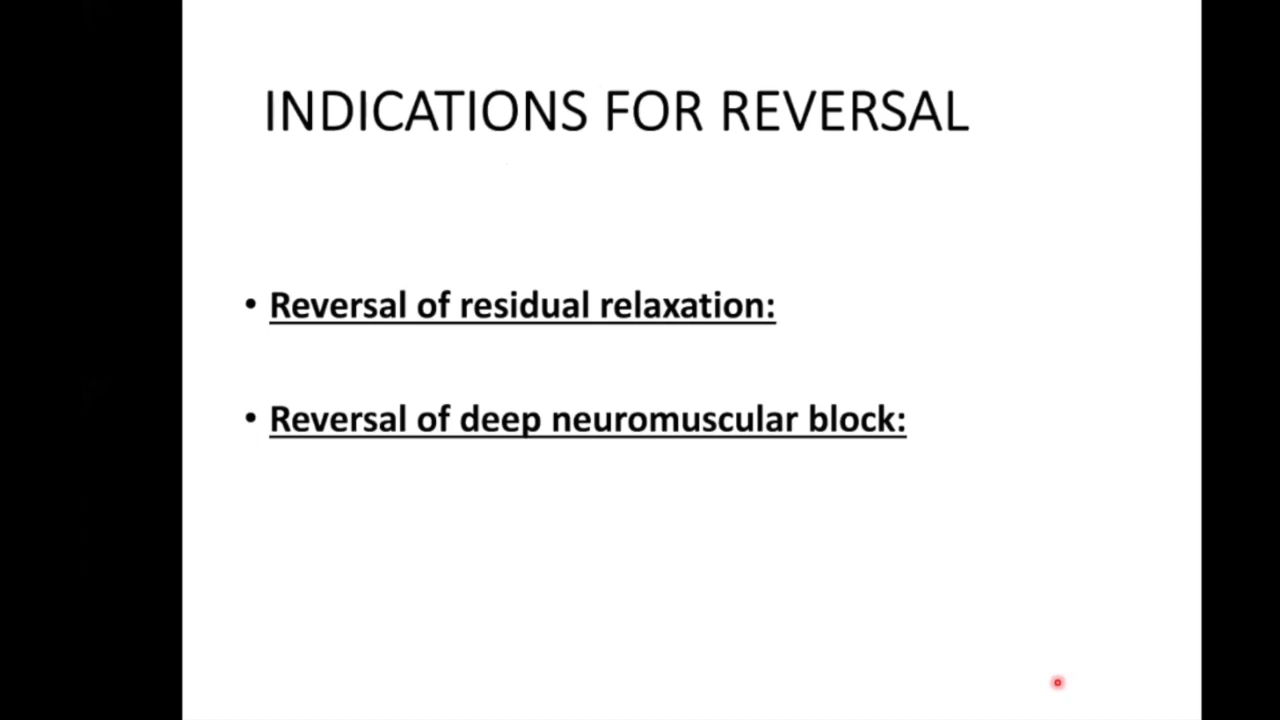 INDICATIONS FOR REVERSAL
• Reversal of residual relaxation:
• Reversal of deep neuromuscular block: